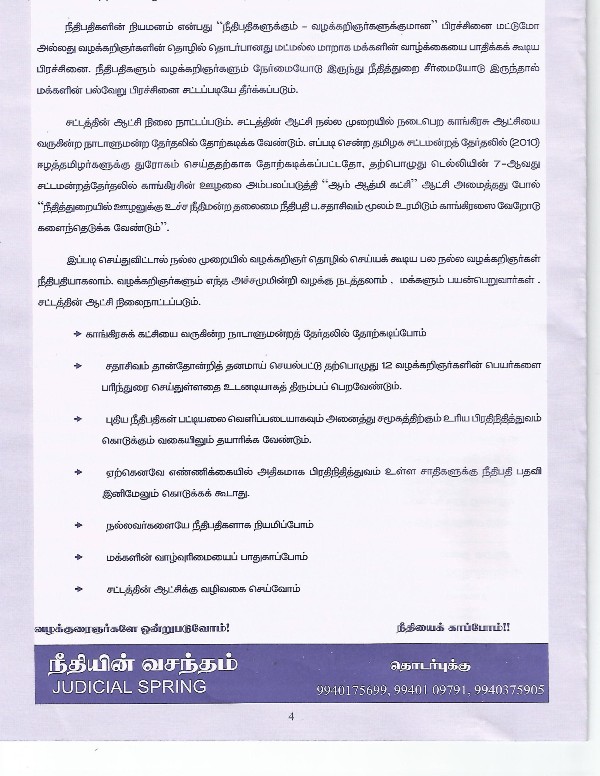 நீதிபதிகளின் நியமனம் என்பது “நீதிபதிகளுக்கும் – வழக்கறிஞர்களுக்குமான” பிரச்சினை மட்டுமோ
அல்லது வழக்கறிஞர்களின் தொழில் தொடர்பானது மட்மல்ல மாறாக மக்களின் வாழ்க்கையை பாதிக்கக் கூடிய
பிரச்சினை. நீதிபதிகளும் வழக்கறிஞர்களும் நேர்மையோடு இருந்து நீதித்துறை சீர்மையோடு இருந்தால்
மக்களின் பல்வேறு பிரச்சினை சட்டப்படியே தீர்க்கப்படும்.
சட்டத்தின் ஆட்சி நிலை நாட்டப்படும். சட்டத்தின் ஆட்சி நல்ல முறையில் நடைபெற காங்கிரசு ஆட்சியை
வருகின்ற நாடாளுமன்ற தேர்தலில் தோற்கடிக்க வேண்டும். எப்படி சென்ற தமிழக சட்டமன்றத் தேர்தலில் (2010)
ஈழத்தமிழர்களுக்கு துரோகம் செய்ததற்காக தோற்கடிக்கப்பட்டதோ, தற்பொழுது டெல்லியின் 7-ஆவது
சட்டமன்றத்தேர்தலில் காங்கிரசின் ஊழலை அம்பலப்படுத்தி “ஆம் ஆத்மி கட்சி” ஆட்சி அமைத்தது போல்
“நீதித்துறையில் ஊழலுக்கு உச்ச நீதிமன்ற தலைமை நீதிபதி ப.சதாசிவம் மூலம் உரமிடும் காங்கிரஸை வேரோடு
களைந்தெடுக்க வேண்டும்”.
இப்படி செய்துவிட்டால் நல்ல முறையில் வழக்கறிஞர் தொழில் செய்யக் கூடிய பல நல்ல வழக்கறிஞர்கள்
நீதிபதியாகலாம். வழக்கறிஞர்களும் எந்த அச்சமுமின்றி வழக்கு நடத்தலாம் . மக்களும் பயன்பெறுவார்கள் .
சட்டத்தின் ஆட்சி நிலைநாட்டப்படும்.
➔ காங்கிரசுக் கட்சியை வருகின்ற நாடாளுமன்றத் தேர்தலில் தோற்கடிப்போம்
➔ சதாசிவம் தான்தோன்றித் தனமாய் செயல்பட்டு தற்பொழுது 12 வழக்கறிஞர்களின் பெயர்களை
பரிந்துரை செய்துள்ளதை உடனடியாகத் திரும்பப் பெறவேண்டும்.
➔ புதிய நீதிபதிகள் பட்டியலை வெளிப்படையாகவும் அனைத்து சமூகத்திற்கும் உரிய பிரதிநிதித்துவம்
கொடுக்கும் வகையிலும் தயாரிக்க வேண்டும்.
➔ ஏற்கெனவே எண்ணிக்கையில் அதிகமாக பிரதிநிதித்துவம் உள்ள சாதிகளுக்கு நீதிபதி பதவி
இனிமேலும் கொடுக்கக் கூடாது.
➔ நல்லவர்களையே நீதிபதிகளாக நியமிப்போம்
➔ மக்களின் வாழ்வுரிமையைப் பாதுகாப்போம்
➔ சட்டத்தின் ஆட்சிக்கு வழிவகை செய்வோம்
வழக்குரைஞர்களே ஒன்றுபடுவோம்! நீதியைக் காப்போம்!!
நீதியின் வசந்தம் தொடர்புக்கு
JUDICIAL SPRING 9940175699, 99401 09791, 9940375905
4